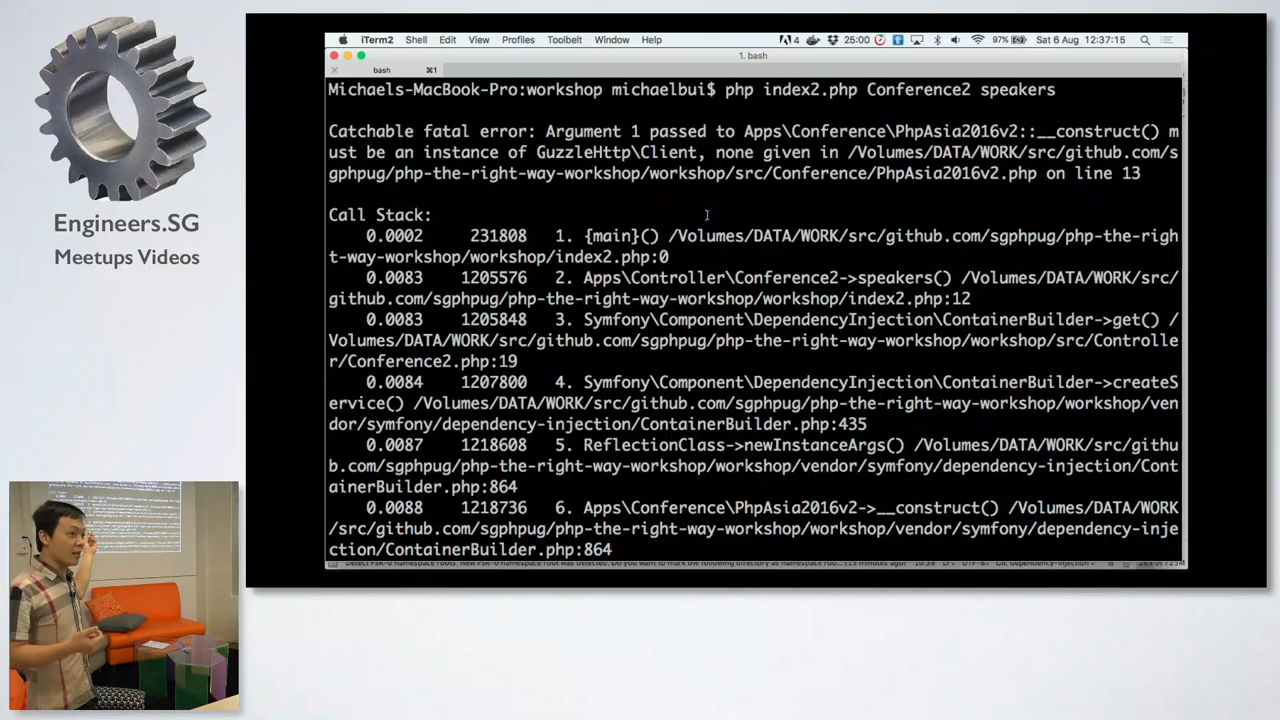 Engineers.SG
Meetups Videos
iTerm2 Shell Edit View Profiles Toolbelt Window Help
4 25:00 97% Sat 6 Aug 12:37:15
1. bash
bash ⌘1
Michaels-MacBook-Pro:workshop michaelbui$ php index2.php Conference2 speakers
Catchable fatal error: Argument 1 passed to Apps\Conference\PhpAsia2016v2::__construct() m
ust be an instance of GuzzleHttp\Client, none given in /Volumes/DATA/WORK/src/github.com/s
gphpug/php-the-right-way-workshop/workshop/src/Conference/PhpAsia2016v2.php on line 13
Call Stack:
0.0002 231808 1. {main}() /Volumes/DATA/WORK/src/github.com/sgphpug/php-the-righ
t-way-workshop/workshop/index2.php:0
0.0083 1205576 2. Apps\Controller\Conference2->speakers() /Volumes/DATA/WORK/src/
github.com/sgphpug/php-the-right-way-workshop/workshop/index2.php:12
0.0083 1205848 3. Symfony\Component\DependencyInjection\ContainerBuilder->get() /
Volumes/DATA/WORK/src/github.com/sgphpug/php-the-right-way-workshop/workshop/src/Controlle
r/Conference2.php:19
0.0084 1207800 4. Symfony\Component\DependencyInjection\ContainerBuilder->createS
ervice() /Volumes/DATA/WORK/src/github.com/sgphpug/php-the-right-way-workshop/workshop/ven
dor/symfony/dependency-injection/ContainerBuilder.php:435
0.0087 1218608 5. ReflectionClass->newInstanceArgs() /Volumes/DATA/WORK/src/githu
b.com/sgphpug/php-the-right-way-workshop/workshop/vendor/symfony/dependency-injection/Cont
ainerBuilder.php:864
0.0088 1218736 6. Apps\Conference\PhpAsia2016v2->__construct() /Volumes/DATA/WORK
/src/github.com/sgphpug/php-the-right-way-workshop/workshop/vendor/symfony/dependency-inje
ction/ContainerBuilder.php:864